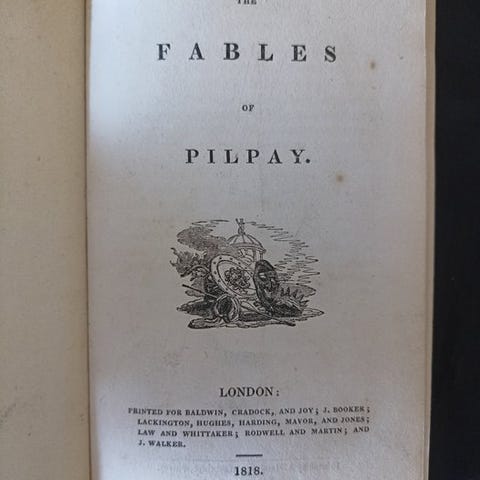 THE
FABLES
OF
PILPAY.
LONDON:
PRINTED FOR BALDWIN, CRADOCK, AND JOY; J. BOOKER;
LACKINGTON, HUGHES, HARDING, MAVOR, AND JONES;
LAW AND WHITTAKER; RODWELL AND MARTIN; AND
J. WALKER.
1818.